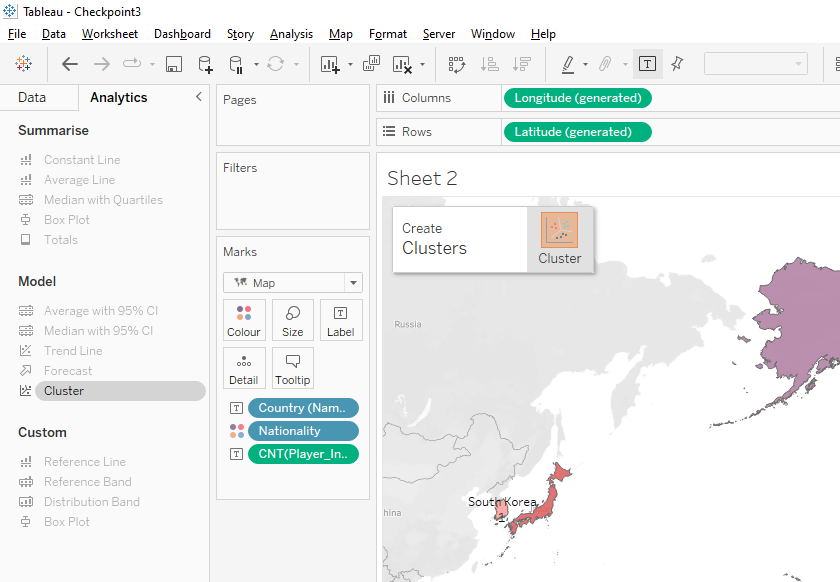 Tableau - Checkpoint3
File Data Worksheet Dashboard Story Analysis Map Format Server Window Help
Data Analytics
Summarise
Constant Line
Average Line
Median with Quartiles
Box Plot
Totals
Model
Average with 95% CI
Median with 95% CI
Trend Line
Forecast
Cluster
Custom
Reference Line
Reference Band
Distribution Band
Box Plot
Pages
Filters
Marks
Map
Colour Size Label
Detail Tooltip
Country (Nam..
Nationality
CNT(Player_In..
Columns Longitude (generated)
Rows Latitude (generated)
Sheet 2
Create
Clusters
Cluster
Russia
South Korea
1
hina